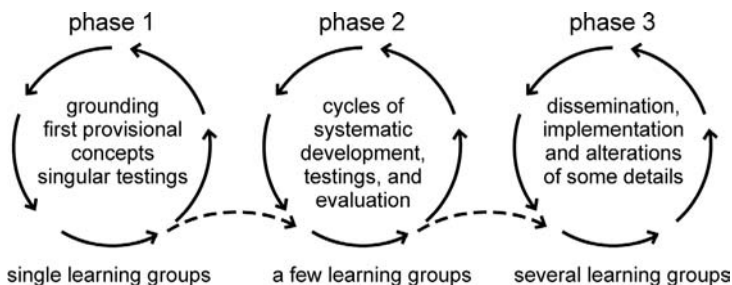 phase 1
grounding
first provisional
concepts
singular testings
single learning groups
phase 2
cycles of
systematic
development,
testings, and
evaluation
a few learning groups
phase 3
dissemination,
implementation
and alterations
of some details
several learning groups